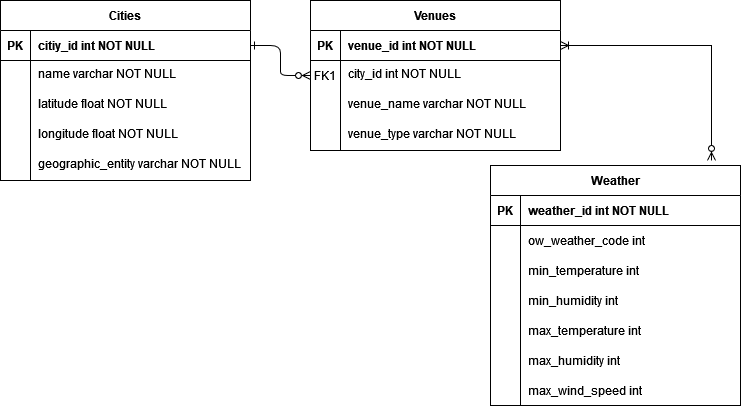 Cities
PK citiy_id int NOT NULL
name varchar NOT NULL
latitude float NOT NULL
longitude float NOT NULL
geographic_entity varchar NOT NULL
Venues
PK venue_id int NOT NULL
FK1 city_id int NOT NULL
venue_name varchar NOT NULL
venue_type varchar NOT NULL
Weather
PK weather_id int NOT NULL
ow_weather_code int
min_temperature int
min_humidity int
max_temperature int
max_humidity int
max_wind_speed int